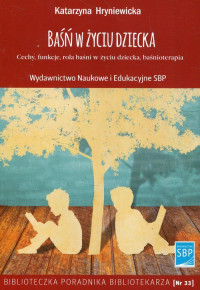 Katarzyna Hryniewicka
BAŚŃ W ŻYCIU DZIECKA
Cechy, funkcje, rola baśni w życiu dziecka, baśnioterapia
Wydawnictwo Naukowe i Edukacyjne SBP
SBP
BIBLIOTECZKA PORADNIKA BIBLIOTEKARZA [Nr 33]